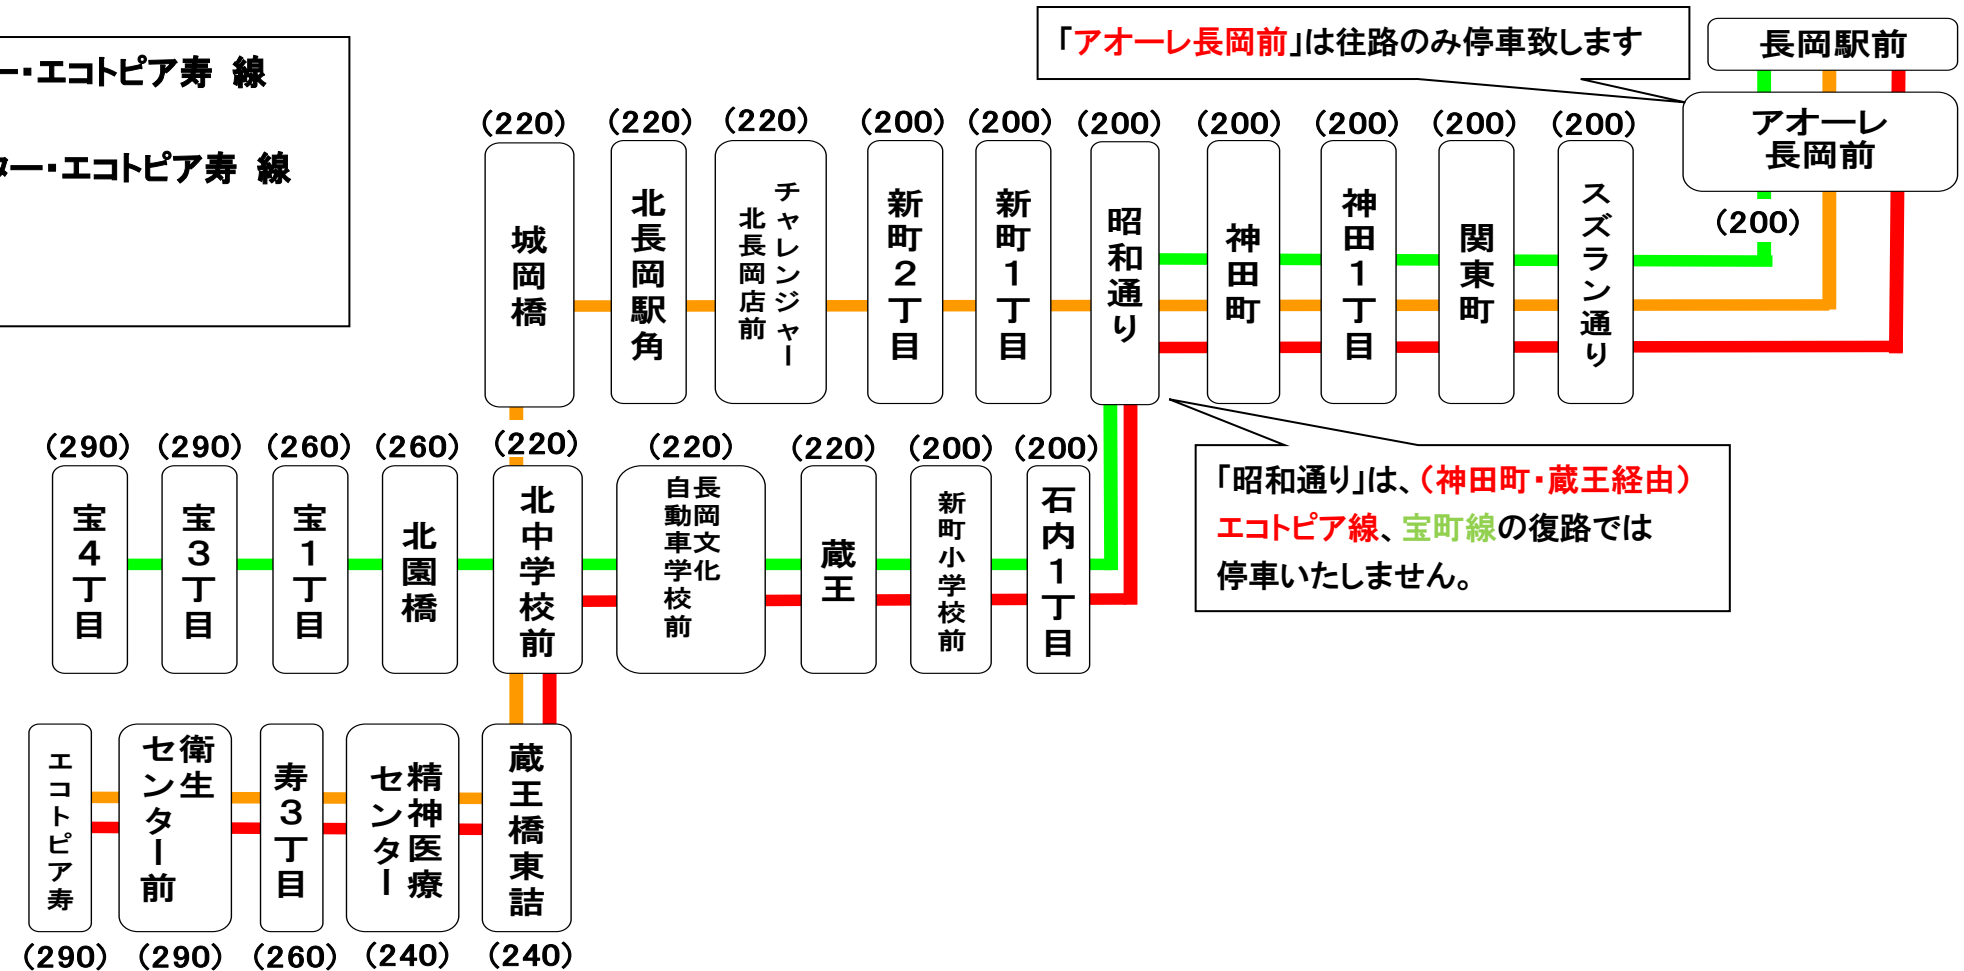 ー・エコトピア寿 線
ター・エコトピア寿 線
「アオーレ長岡前」は往路のみ停車致します
長岡駅前
アオーレ
長岡前
(200)
(220)
(220)
(220)
(200)
(200)
(200)
(200)
(200)
(200)
(200)
城岡橋
北長岡駅角
チャレンジャー
北長岡店前
新町2丁目
新町1丁目
昭和通り
神田町
神田1丁目
関東町
スズラン通り
(290)
(290)
(260)
(260)
(220)
(220)
(220)
(200)
(200)
宝4丁目
宝3丁目
宝1丁目
北園橋
北中学校前
長岡文化
自動車学校前
蔵王
新町小学校前
石内1丁目
「昭和通り」は、(神田町・蔵王経由)
エコトピア線、宝町線の復路では
停車いたしません。
エコトピア寿
衛生
センター前
寿3丁目
精神医療
センター
蔵王橋東詰
(290)
(290)
(260)
(240)
(240)